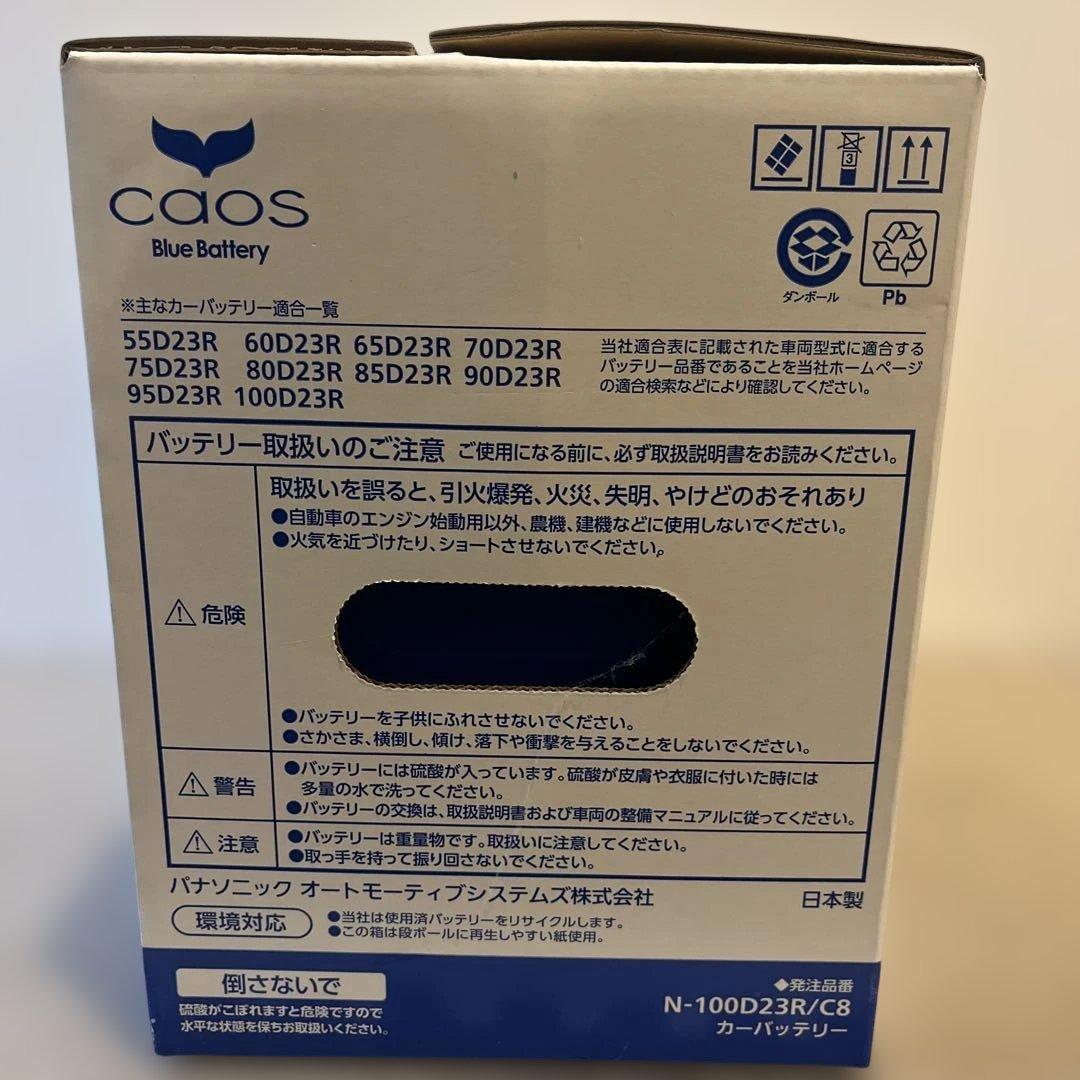 caos
Blue Battery
3
ダンボール
Pb
※主なカーバッテリー適合一覧
55D23R 60D23R 65D23R 70D23R
75D23R 80D23R 85D23R 90D23R
95D23R 100D23R
当社適合表に記載された車両型式に適合する
バッテリー品番であることを当社ホームページ
の適合検索などにより確認してください。
バッテリー取扱いのご注意 ご使用になる前に、必ず取扱説明書をお読みください。
取扱いを誤ると、引火爆発、火災、失明、やけどのおそれあり
●自動車のエンジン始動用以外、農機、建機などに使用しないでください。
●火気を近づけたり、ショートさせないでください。
⚠危険
●バッテリーを子供にふれさせないでください。
●さかさま、横倒し、傾け、落下や衝撃を与えることをしないでください。
⚠警告
●バッテリーには硫酸が入っています。硫酸が皮膚や衣服に付いた時には
多量の水で洗ってください。
●バッテリーの交換は、取扱説明書および車両の整備マニュアルに従ってください。
⚠注意
●バッテリーは重量物です。取扱いに注意してください。
●取っ手を持って振り回さないでください。
パナソニック オートモーティブシステムズ株式会社 日本製
環境対応
●当社は使用済バッテリーをリサイクルします。
●この箱は段ボールに再生しやすい紙使用。
倒さないで
硫酸がこぼれますと危険ですので
水平な状態を保ちお取扱いください。
◆発注品番
N-100D23R/C8
カーバッテリー